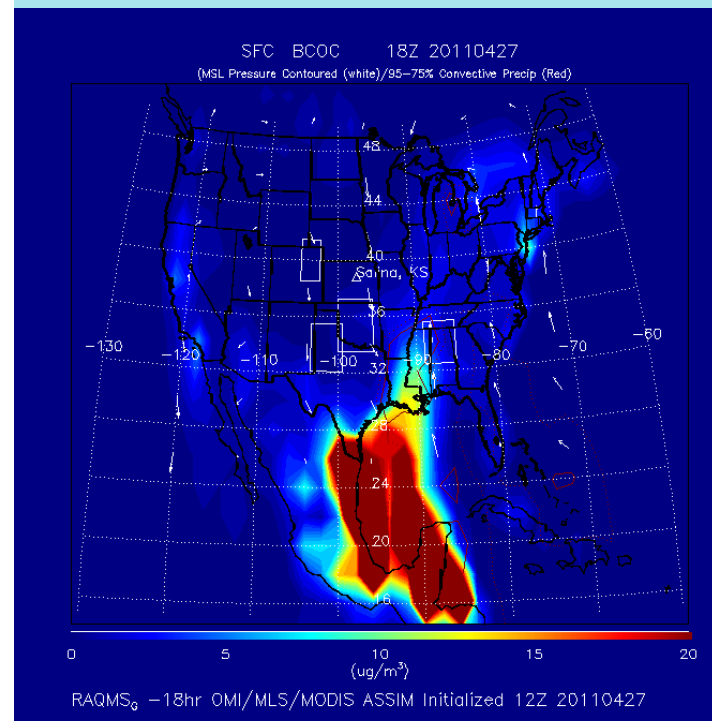 SFC BCOC 18Z 20110427
(MSL Pressure Contoured (white)/95-75% Convective Precip (Red)
48
44
40
Salina, KS
36
-130 -120 -110 -100 -90 -80 -70 -60
32
28
24
20
16
0 5 10 15 20
(ug/m³)
RAQMS_G -18hr OMI/MLS/MODIS ASSIM Initialized 12Z 20110427